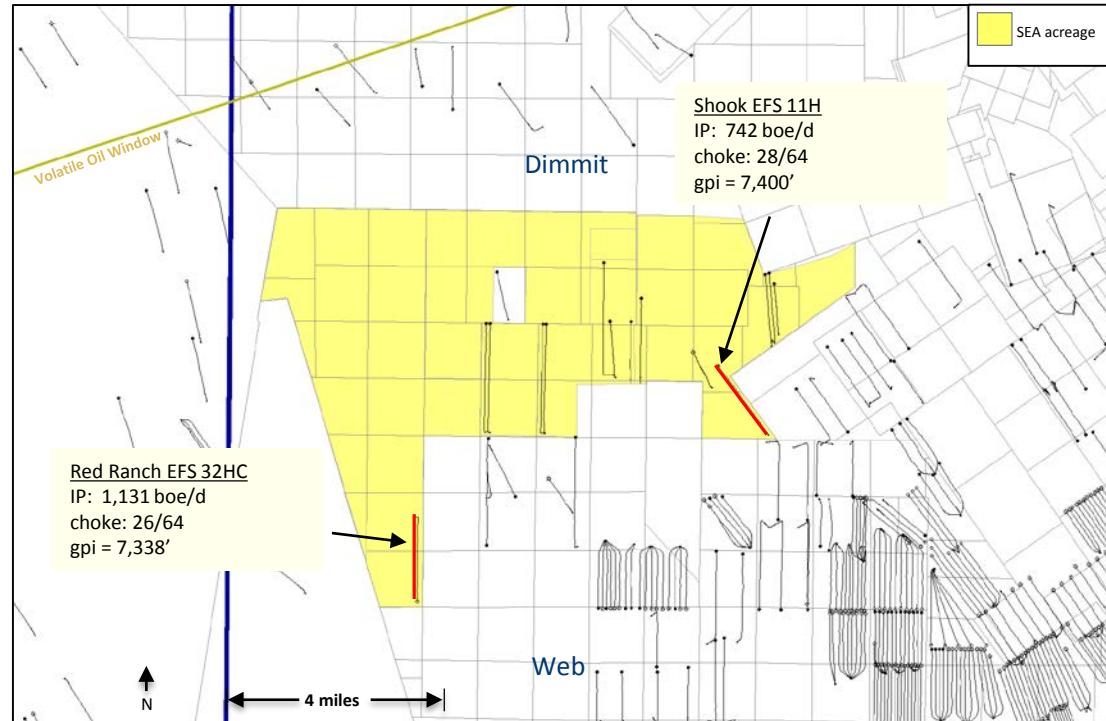 SEA acreage
Shook EFS 11H
IP: 742 boe/d
choke: 28/64
gpi = 7,400’
Volatile Oil Window
Dimmit
Red Ranch EFS 32HC
IP: 1,131 boe/d
choke: 26/64
gpi = 7,338’
Web
N
4 miles